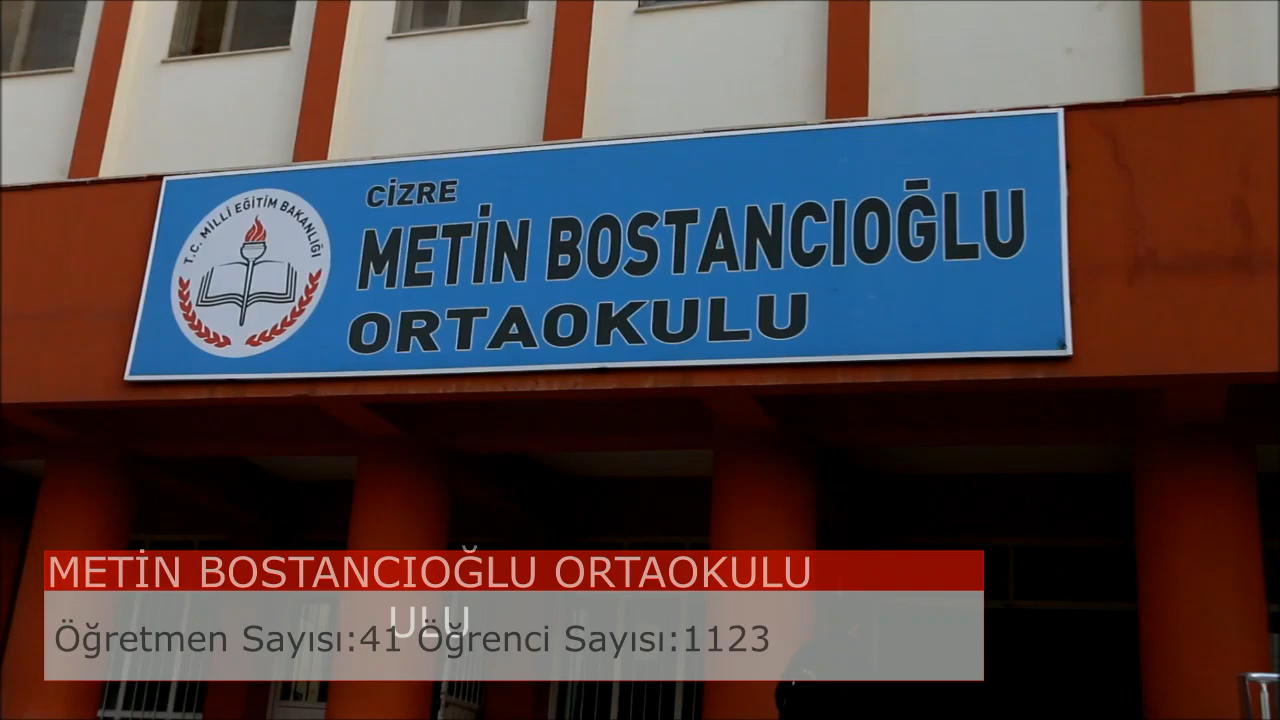 T.C. MİLLİ EĞİTİM BAKANLIĞI
CİZRE
METİN BOSTANCIOĞLU
ORTAOKULU
METİN BOSTANCIOĞLU ORTAOKULU
ULU
Öğretmen Sayısı:41 Öğrenci Sayısı:1123